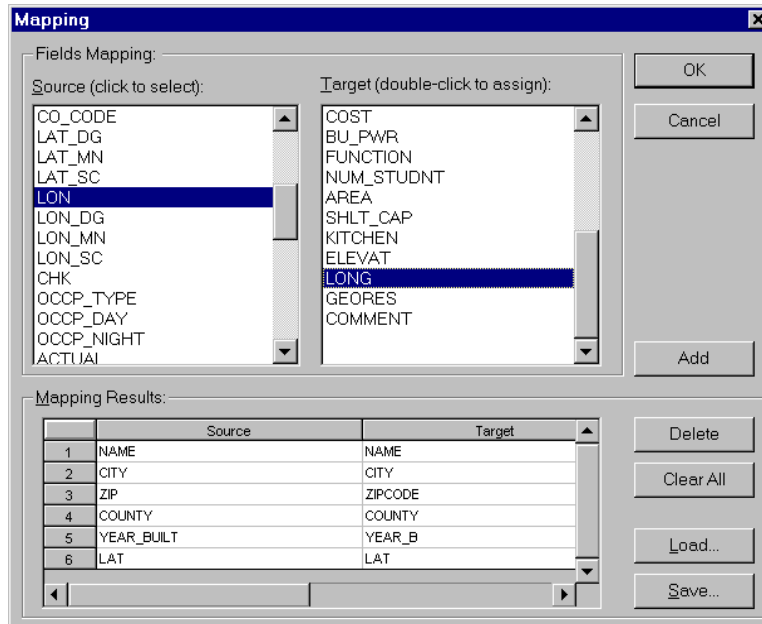 Mapping
Fields Mapping:
Source (click to select):
CO_CODE
LAT_DG
LAT_MN
LAT_SC
LON
LON_DG
LON_MN
LON_SC
CHK
OCCP_TYPE
OCCP_DAY
OCCP_NIGHT
ACTUAL
Target (double-click to assign):
COST
BU_PWR
FUNCTION
NUM_STUDNT
AREA
SHLT_CAP
KITCHEN
ELEVAT
LONG
GEORES
COMMENT
OK
Cancel
Add
Mapping Results:
Source Target
1 NAME NAME
2 CITY CITY
3 ZIP ZIPCODE
4 COUNTY COUNTY
5 YEAR_BUILT YEAR_B
6 LAT LAT
Delete
Clear All
Load...
Save...